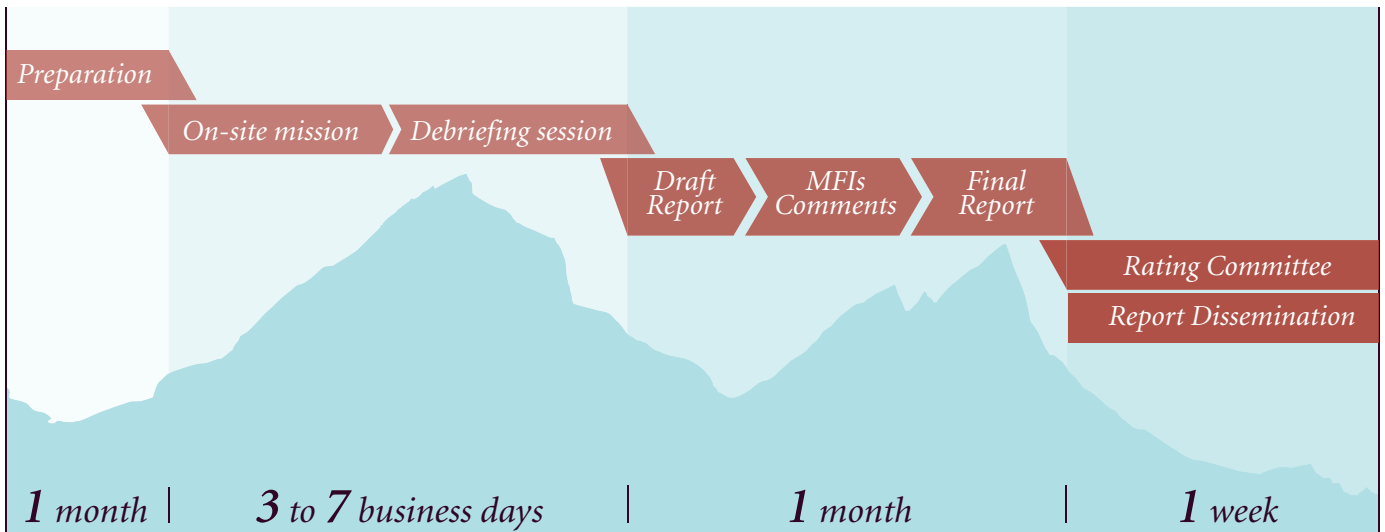 Preparation
On-site mission
Debriefing session
Draft
Report
MFIs
Comments
Final
Report
Rating Committee
Report Dissemination
1 month
3 to 7 business days
1 month
1 week